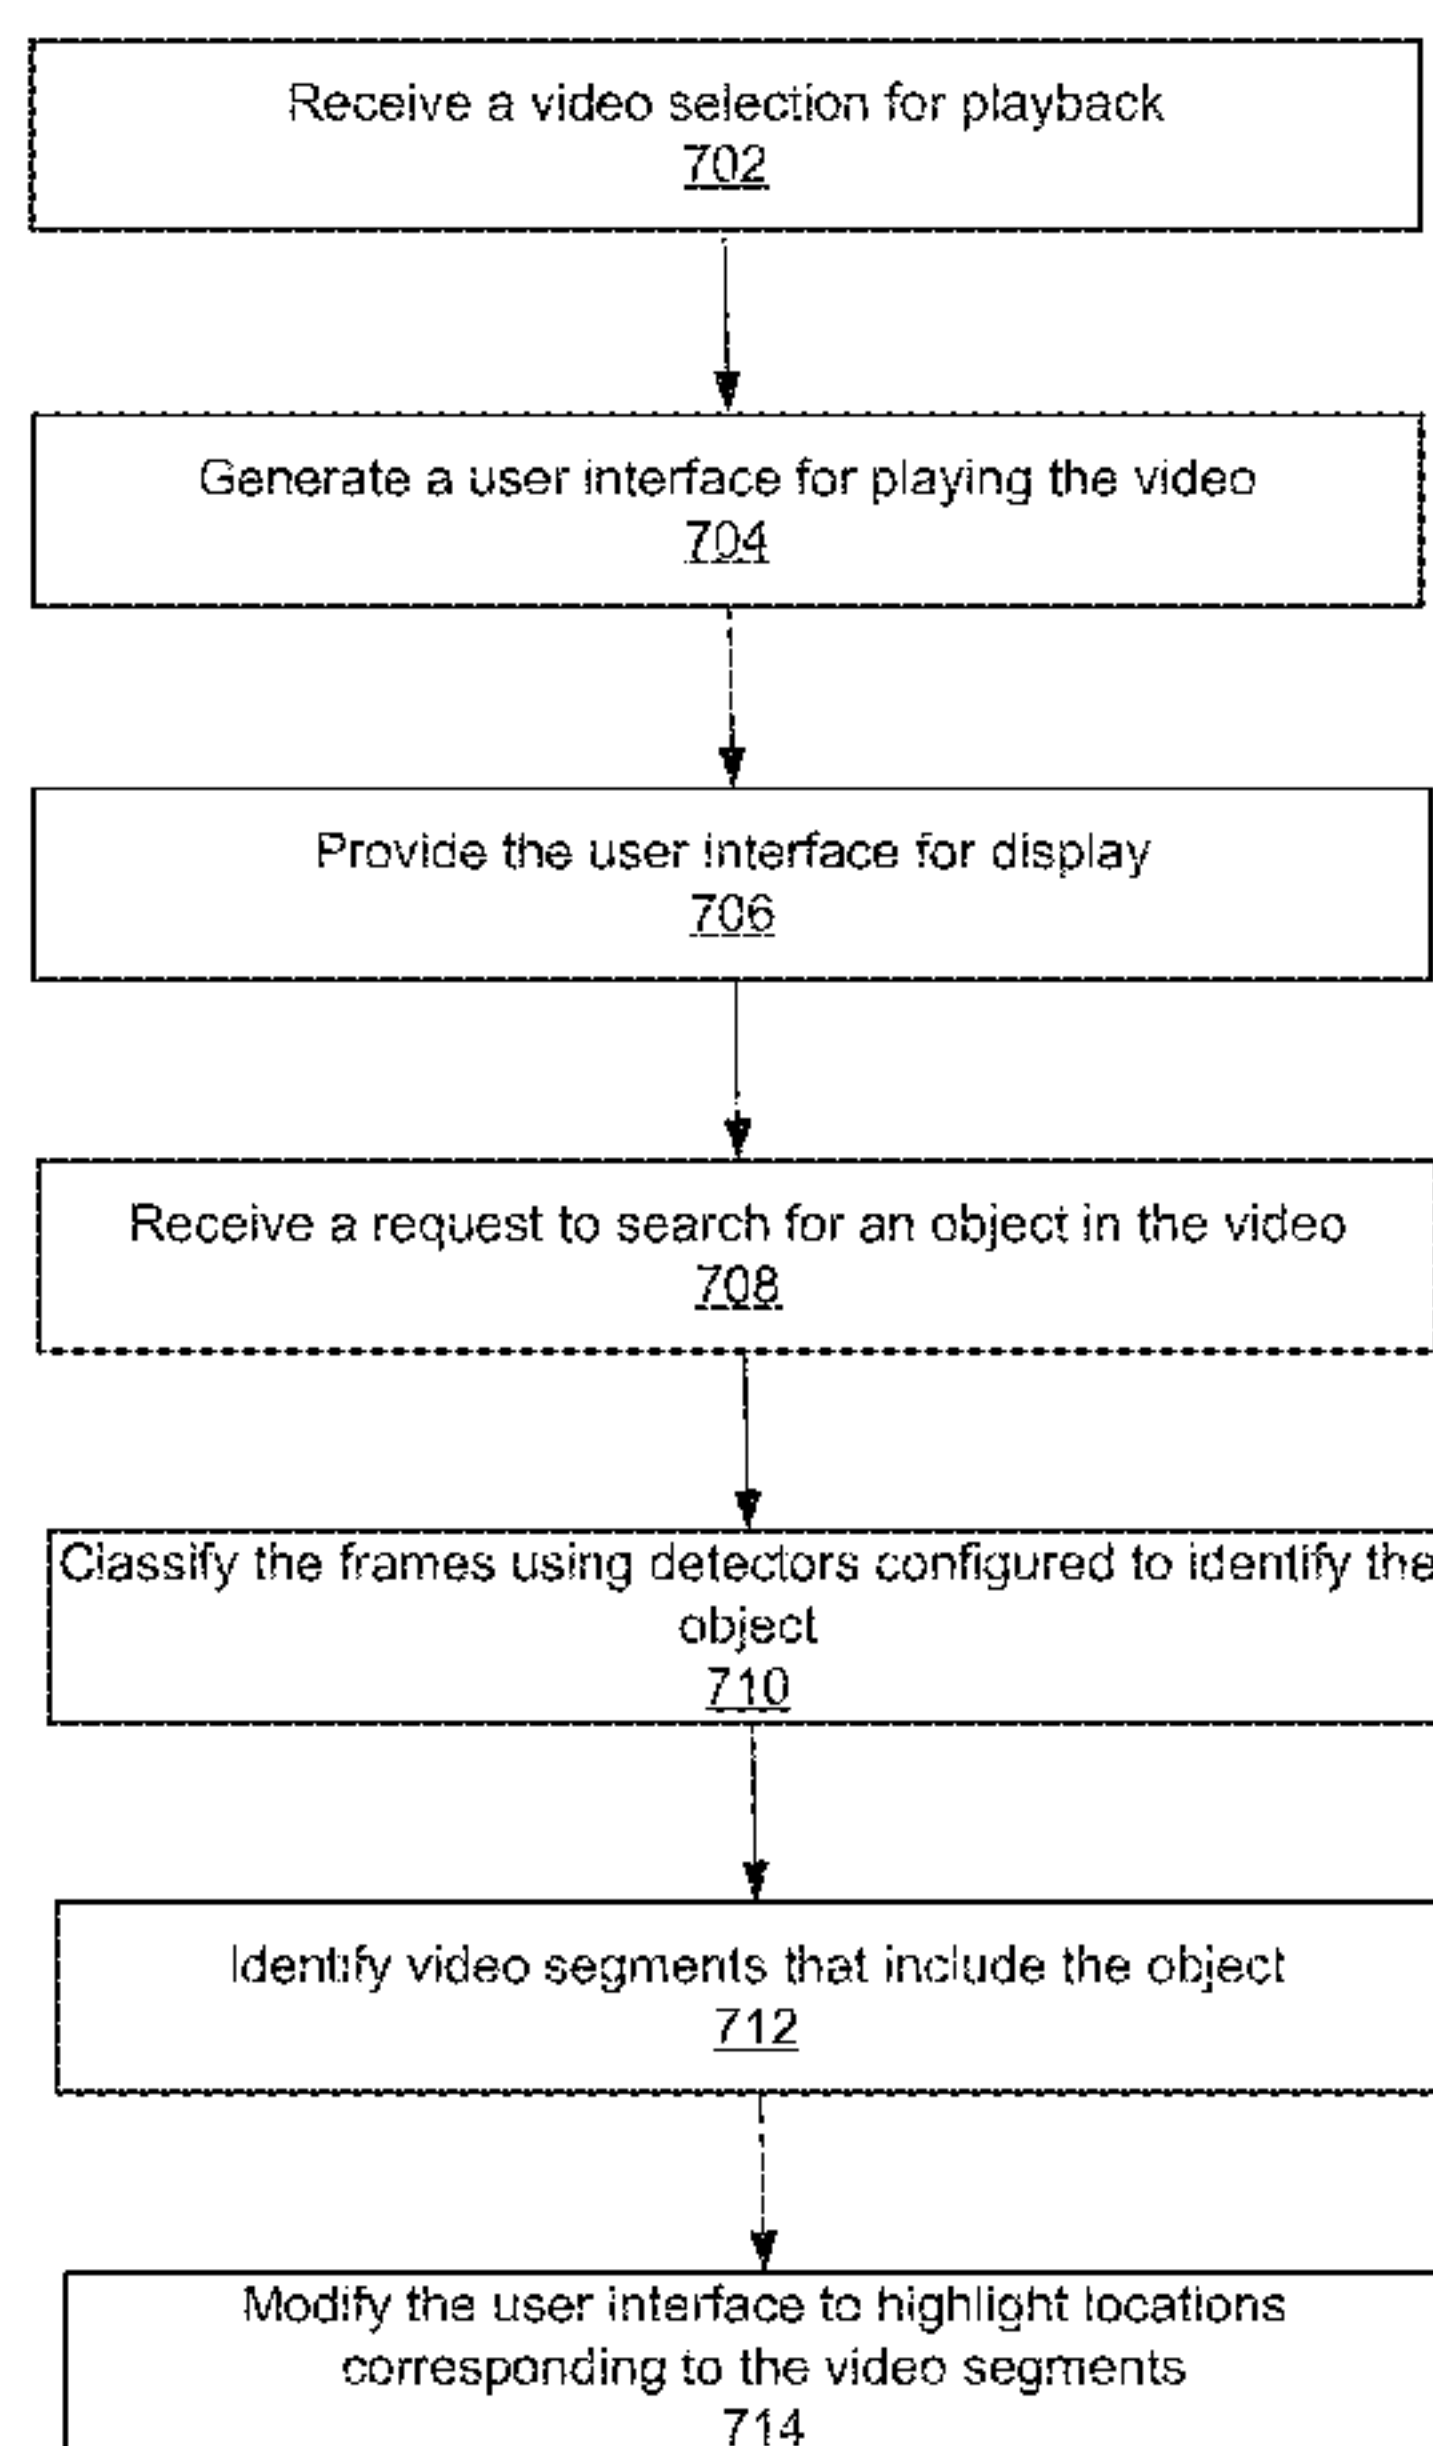 Receive a video selection for playback
702
Generate a user interface for playing the video
704
Provide the user interface for display
706
Receive a request to search for an object in the video
708
Classify the frames using detectors configured to identify the
object
710
Identify video segments that include the object
712
Modify the user interface to highlight locations
corresponding to the video segments
714